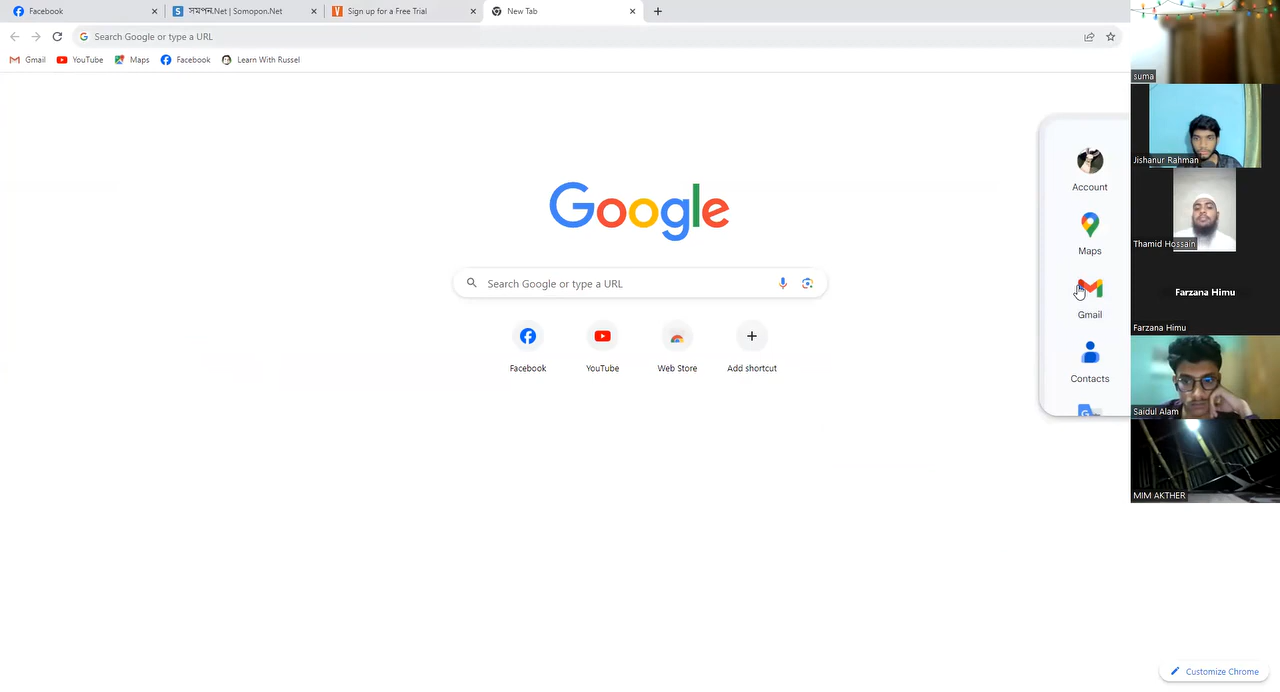 Facebook
সমপন.Net | Somopon.Net
Sign up for a Free Trial
New Tab
Search Google or type a URL
Gmail
YouTube
Maps
Facebook
Learn With Russel
Google
Search Google or type a URL
Facebook
YouTube
Web Store
Add shortcut
Account
Maps
Gmail
Contacts
suma
Jishanur Rahman
Thamid Hossain
Farzana Himu
Farzana Himu
Saidul Alam
MIM AKTHER
Customize Chrome